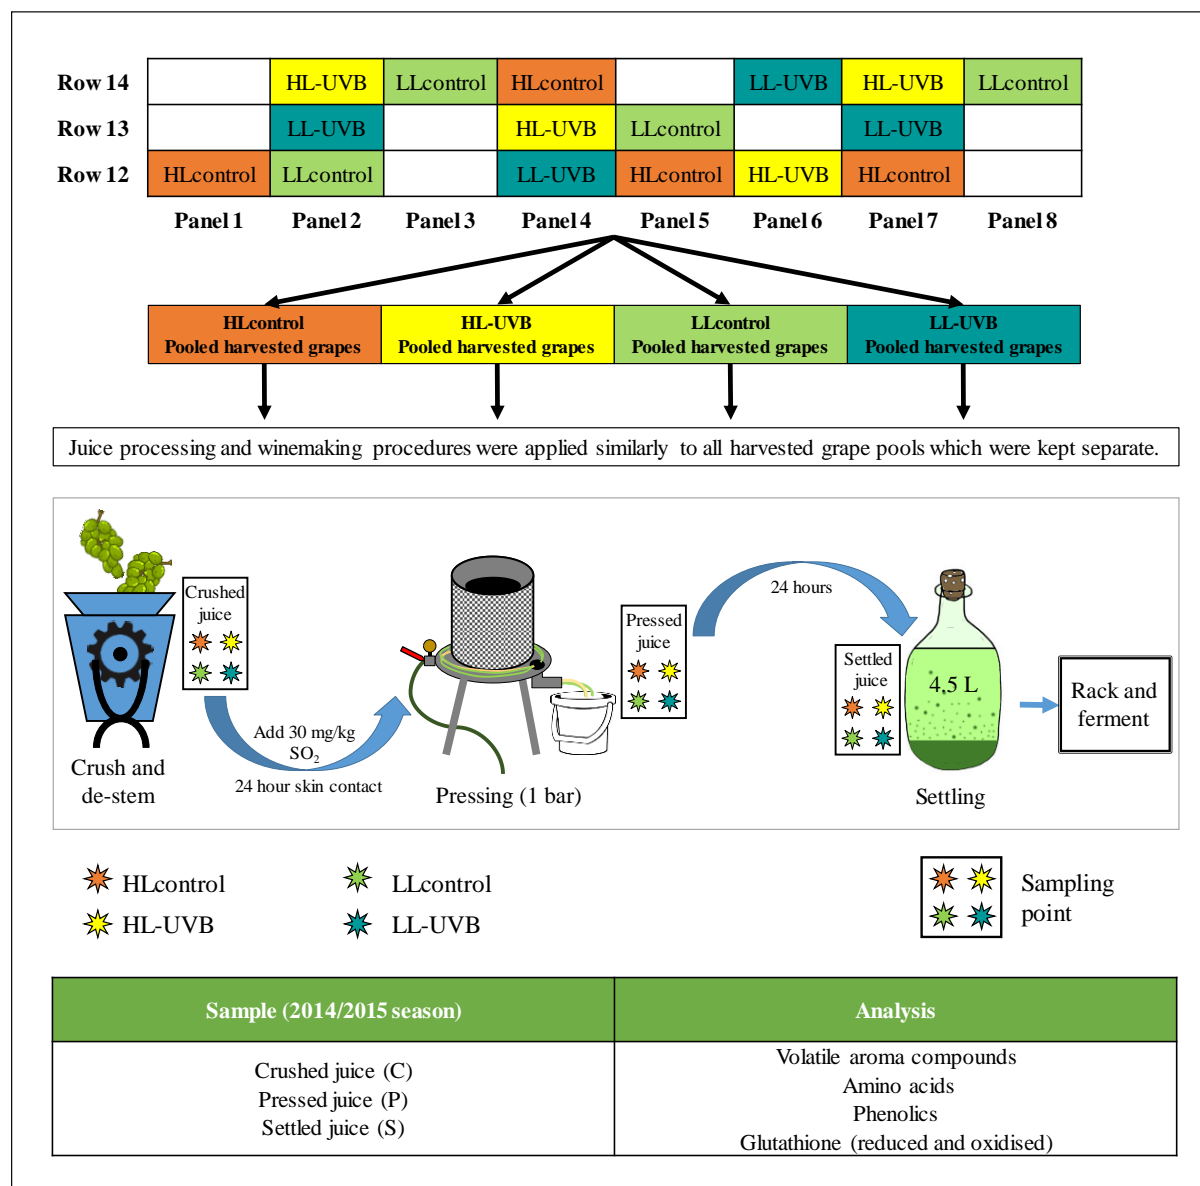 Row 14 HL-UVB LLcontrol HLcontrol LL-UVB HL-UVB LLcontrol
Row 13 LL-UVB HL-UVB LLcontrol LL-UVB
Row 12 HLcontrol LLcontrol LL-UVB HLcontrol HL-UVB HLcontrol
Panel 1 Panel 2 Panel 3 Panel 4 Panel 5 Panel 6 Panel 7 Panel 8
HLcontrol
Pooled harvested grapes
HL-UVB
Pooled harvested grapes
LLcontrol
Pooled harvested grapes
LL-UVB
Pooled harvested grapes
Juice processing and winemaking procedures were applied similarly to all harvested grape pools which were kept separate.
Crushed
juice
Crush and
de-stem
Add 30 mg/kg
SO2
24 hour skin contact
Pressing (1 bar)
Pressed
juice
24 hours
Settled
juice
4,5 L
Settling
Rack and
ferment
HLcontrol
HL-UVB
LLcontrol
LL-UVB
Sampling
point
Sample (2014/2015 season)
Crushed juice (C)
Pressed juice (P)
Settled juice (S)
Analysis
Volatile aroma compounds
Amino acids
Phenolics
Glutathione (reduced and oxidised)